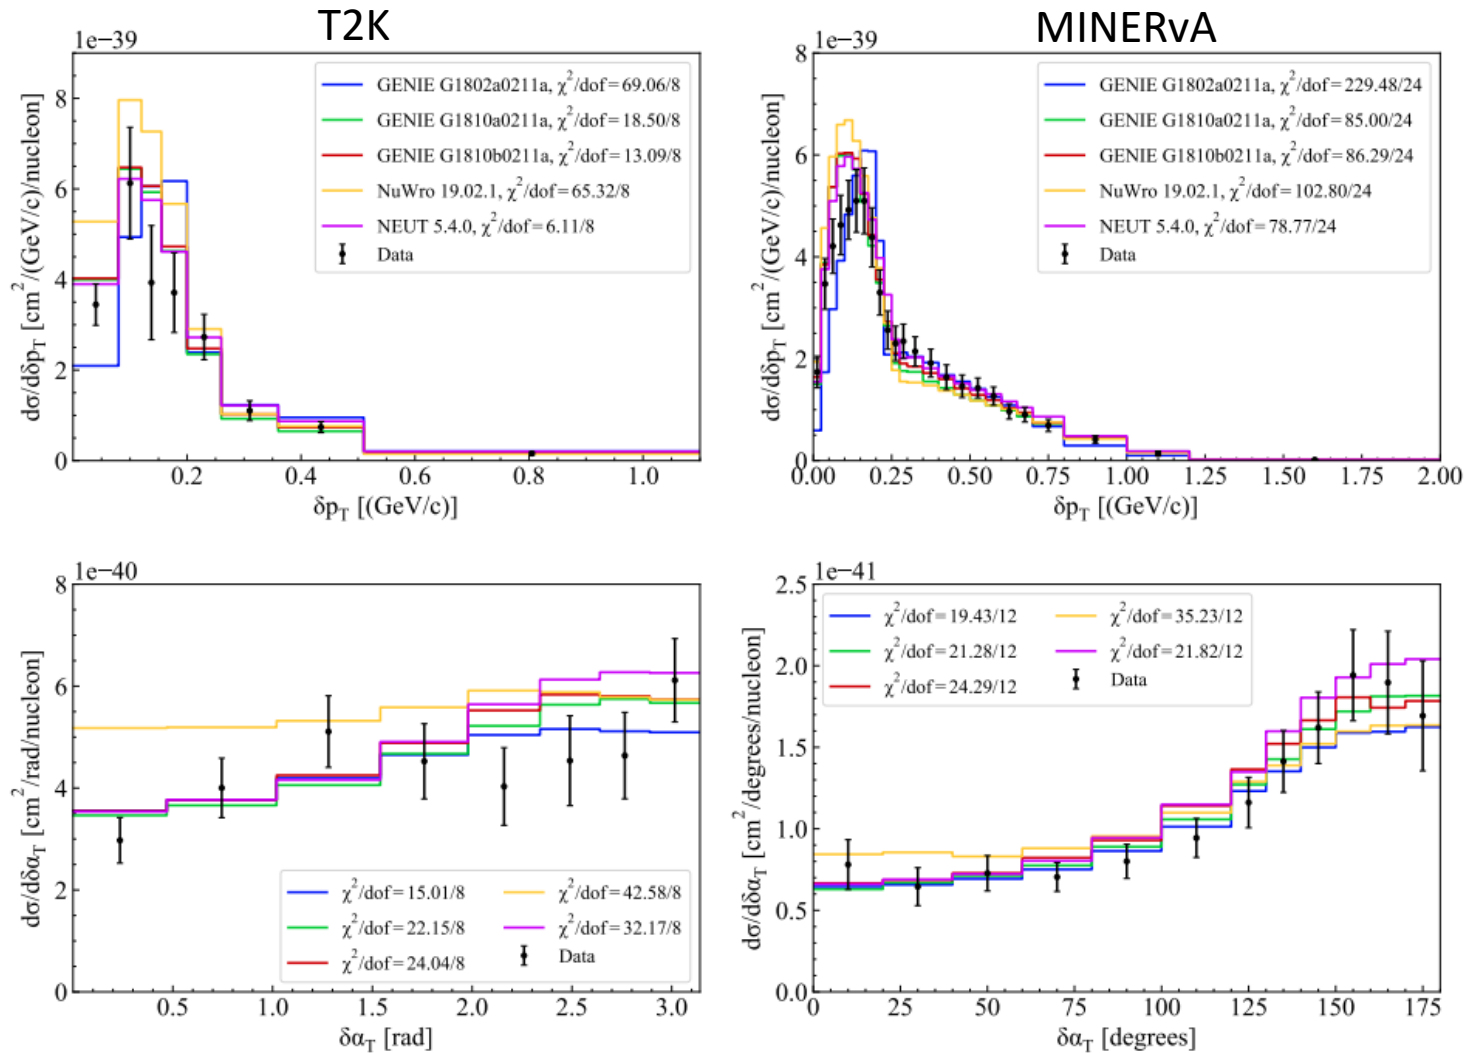 T2K
MINERvA
1e−39
GENIE G1802a0211a, χ²/dof = 69.06/8
GENIE G1810a0211a, χ²/dof = 18.50/8
GENIE G1810b0211a, χ²/dof = 13.09/8
NuWro 19.02.1, χ²/dof = 65.32/8
NEUT 5.4.0, χ²/dof = 6.11/8
Data
8
6
4
2
0
dσ/dδp_T [cm²/(GeV/c)/nucleon]
0.2 0.4 0.6 0.8 1.0
δp_T [(GeV/c)]
1e−39
GENIE G1802a0211a, χ²/dof = 229.48/24
GENIE G1810a0211a, χ²/dof = 85.00/24
GENIE G1810b0211a, χ²/dof = 86.29/24
NuWro 19.02.1, χ²/dof = 102.80/24
NEUT 5.4.0, χ²/dof = 78.77/24
Data
8
6
4
2
0
dσ/dδp_T [cm²/(GeV/c)/nucleon]
0.00 0.25 0.50 0.75 1.00 1.25 1.50 1.75 2.00
δp_T [(GeV/c)]
1e−40
8
6
4
2
0
dσ/dδα_T [cm²/rad/nucleon]
χ²/dof = 15.01/8
χ²/dof = 22.15/8
χ²/dof = 24.04/8
χ²/dof = 42.58/8
χ²/dof = 32.17/8
Data
0.5 1.0 1.5 2.0 2.5 3.0
δα_T [rad]
1e−41
2.5
2.0
1.5
1.0
0.5
0.0
dσ/dδα_T [cm²/degrees/nucleon]
χ²/dof = 19.43/12
χ²/dof = 21.28/12
χ²/dof = 24.29/12
χ²/dof = 35.23/12
χ²/dof = 21.82/12
Data
0 25 50 75 100 125 150 175
δα_T [degrees]